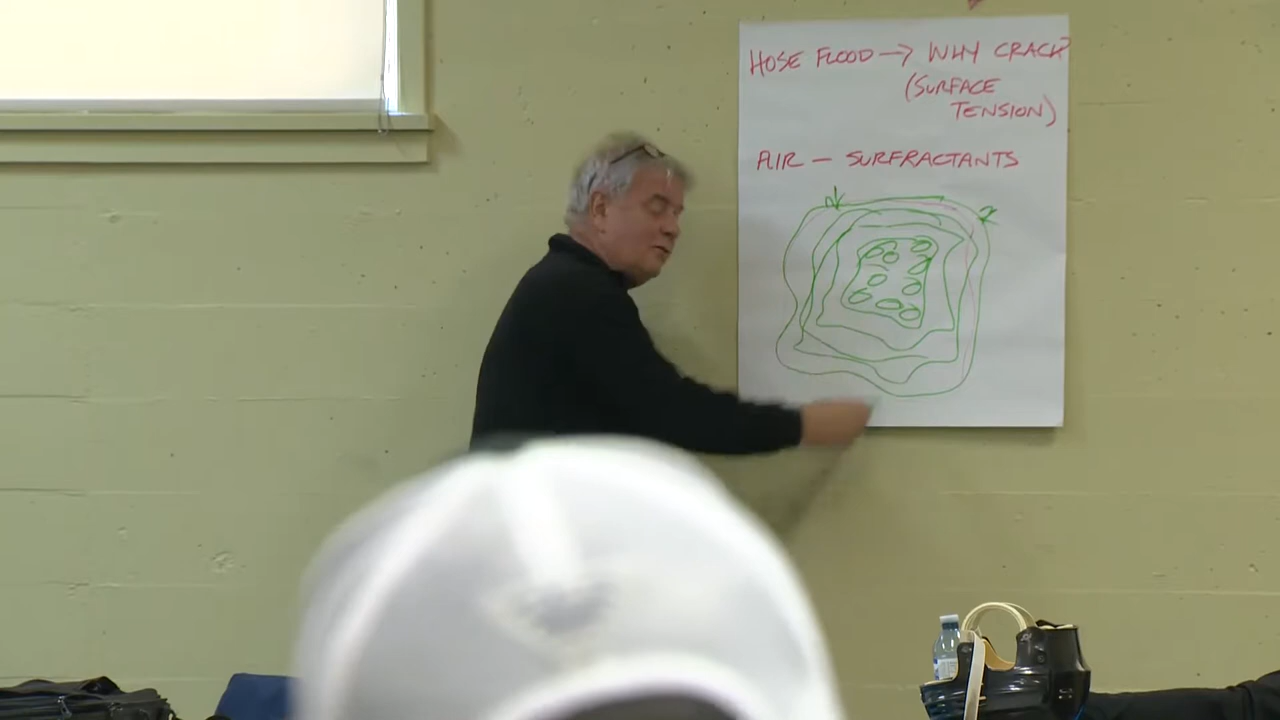 HOSE FLOOD → WHY CRACK?
(SURFACE
TENSION)
AIR — SURFRACTANTS